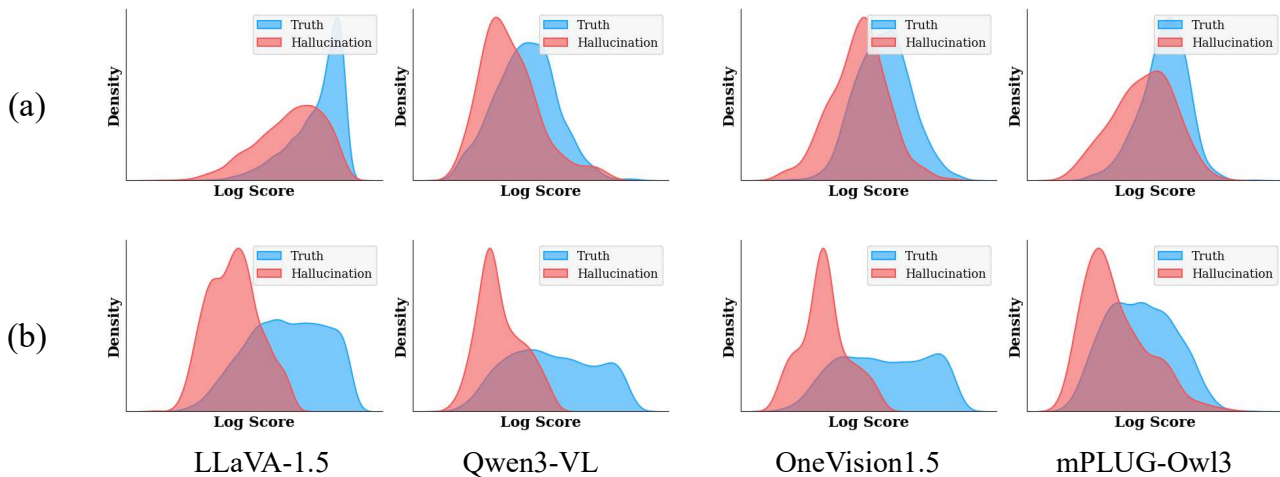 Truth
Hallucination
Density
Log Score
Truth
Hallucination
Density
Log Score
Truth
Hallucination
Density
Log Score
Truth
Hallucination
Density
Log Score
(a)
Truth
Hallucination
Density
Log Score
Truth
Hallucination
Density
Log Score
Truth
Hallucination
Density
Log Score
Truth
Hallucination
Density
Log Score
(b)
LLaVA-1.5
Qwen3-VL
OneVision1.5
mPLUG-Owl3